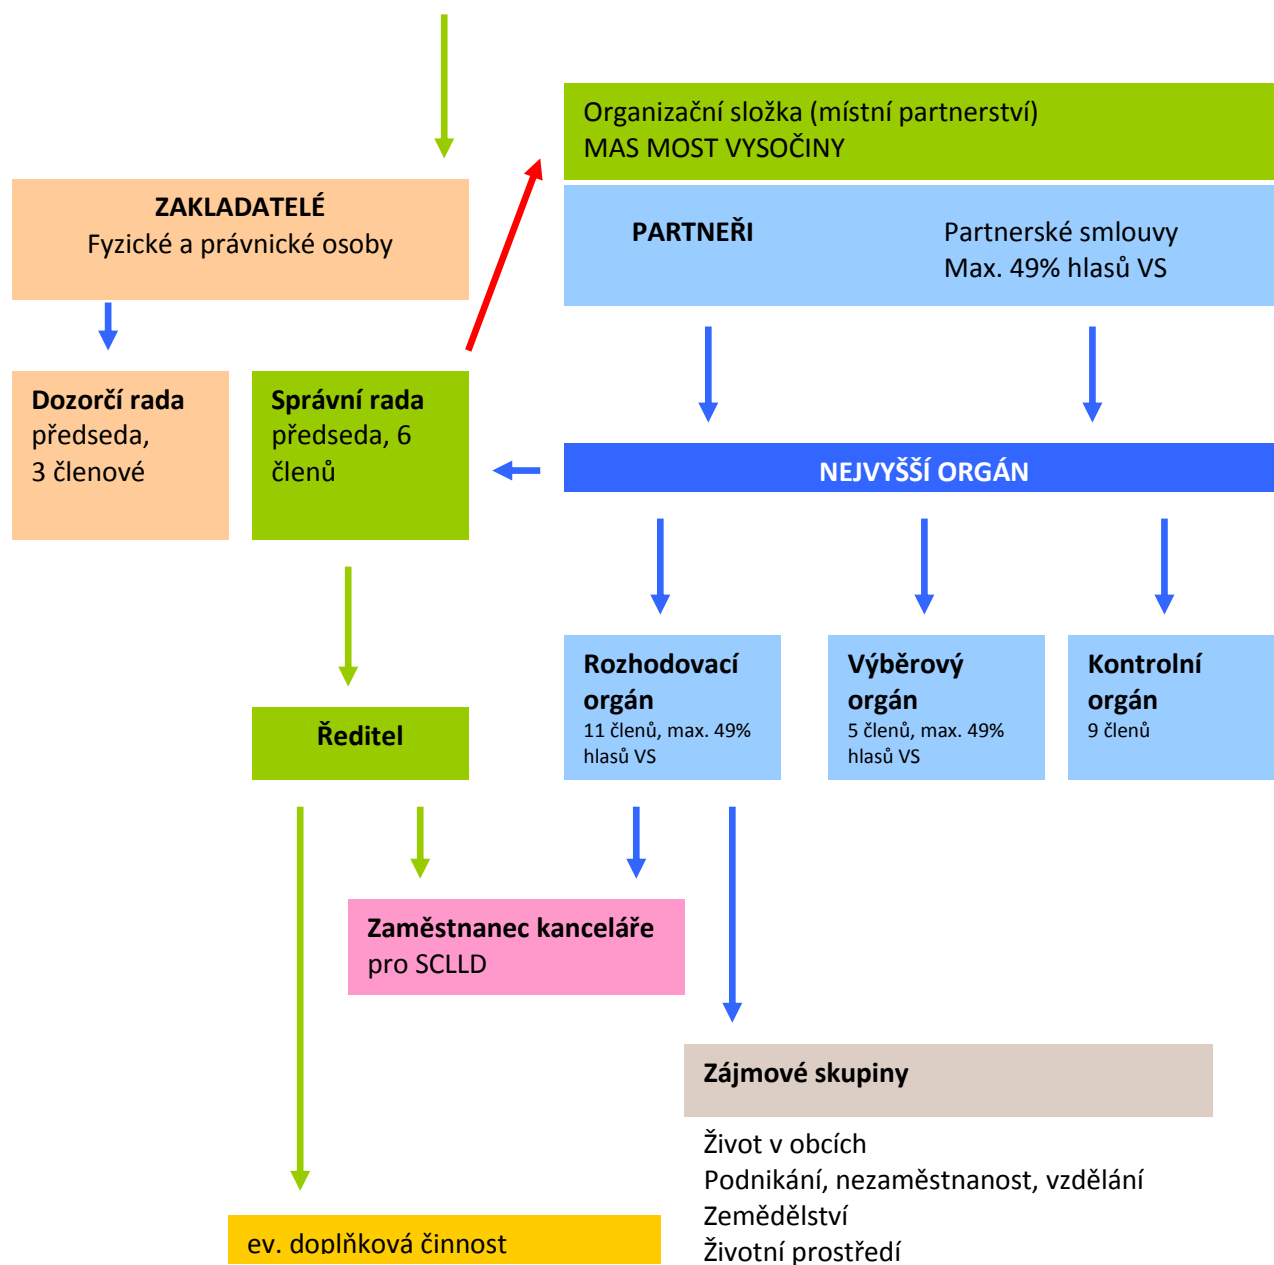 Organizační složka (místní partnerství)
MAS MOST VYSOČINY
ZAKLADATELÉ
Fyzické a právnické osoby
PARTNEŘI
Partnerské smlouvy
Max. 49% hlasů VS
Dozorčí rada
předseda,
3 členové
Správní rada
předseda, 6
členů
NEJVYŠŠÍ ORGÁN
Rozhodovací
orgán
11 členů, max. 49%
hlasů VS
Výběrový
orgán
5 členů, max. 49%
hlasů VS
Kontrolní
orgán
9 členů
Ředitel
Zaměstnanec kanceláře
pro SCLLD
Zájmové skupiny
Život v obcích
Podnikání, nezaměstnanost, vzdělání
Zemědělství
Životní prostředí
ev. doplňková činnost